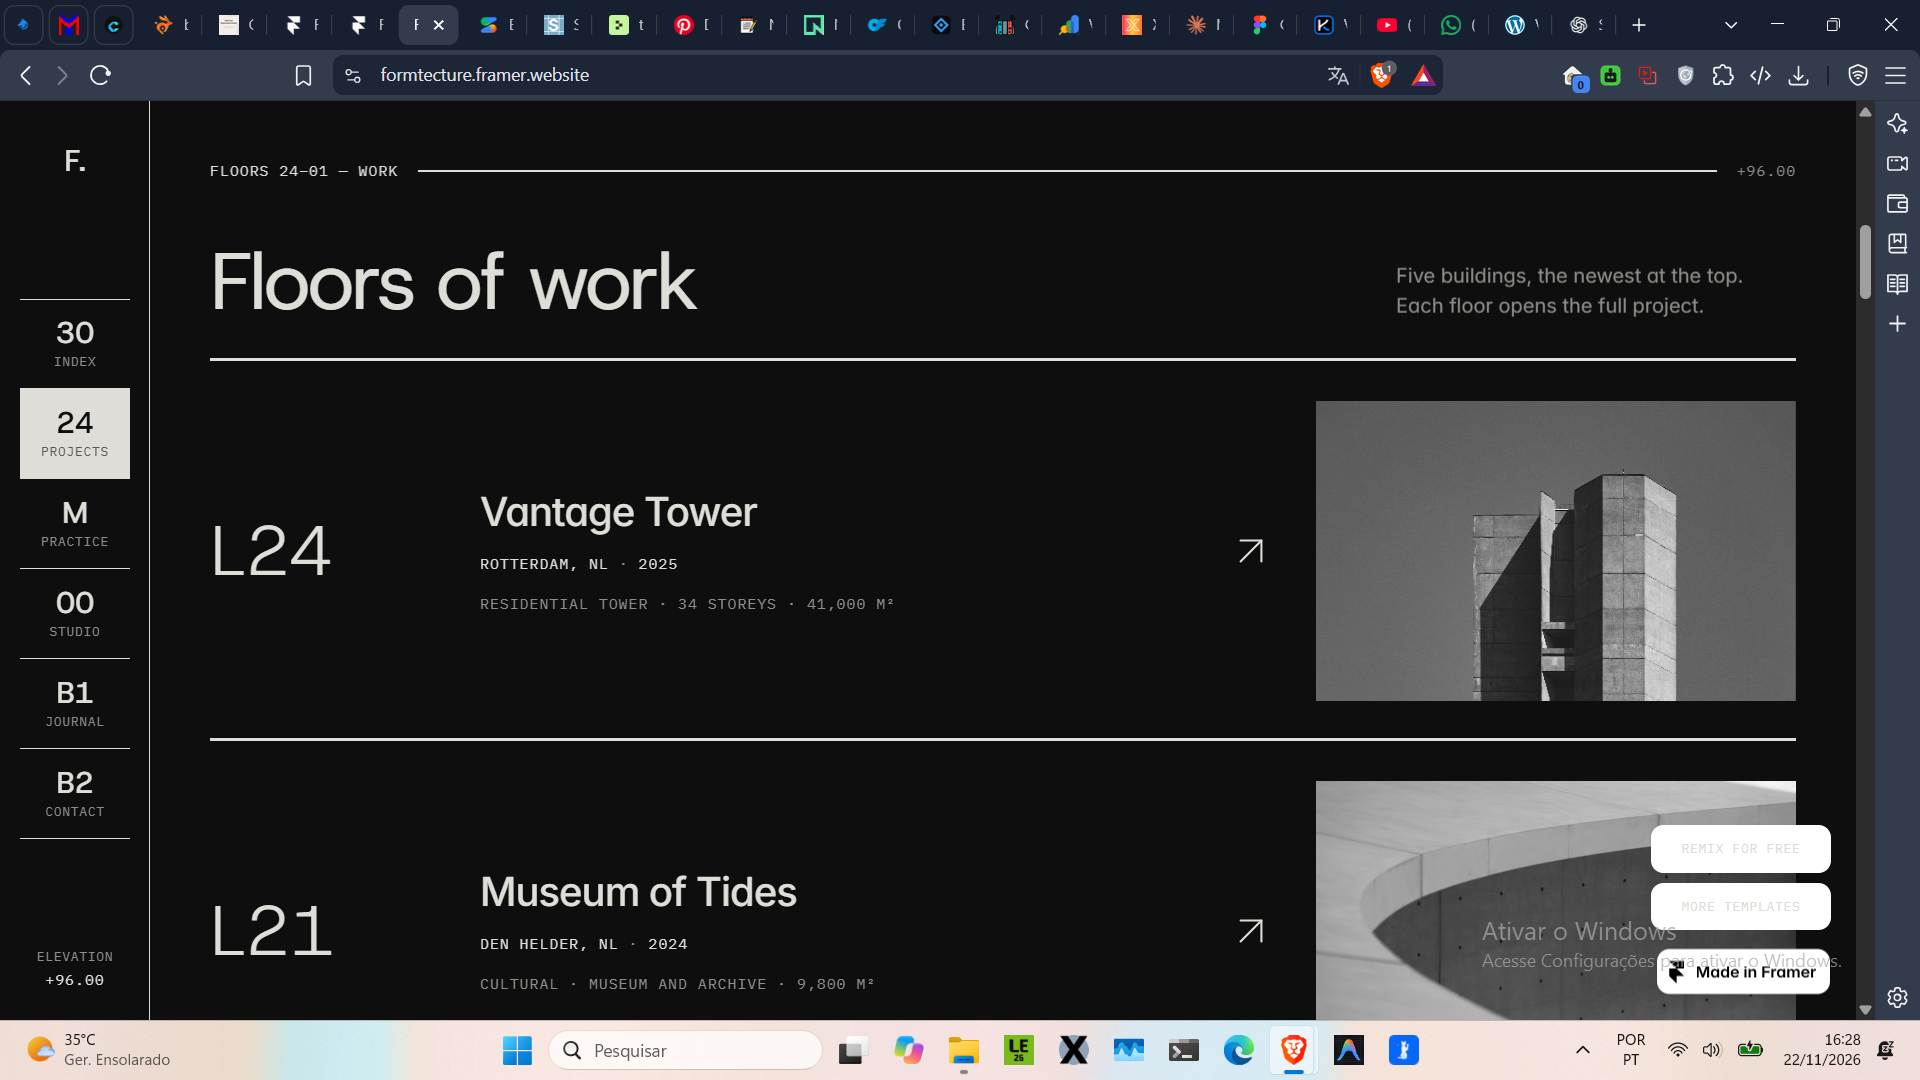 formtecture.framer.website
1
0
F.
30
INDEX
24
PROJECTS
M
PRACTICE
00
STUDIO
B1
JOURNAL
B2
CONTACT
ELEVATION
+96.00
FLOORS 24—01 — WORK
+96.00
Floors of work
Five buildings, the newest at the top.
Each floor opens the full project.
L24
Vantage Tower
ROTTERDAM, NL · 2025
RESIDENTIAL TOWER · 34 STOREYS · 41,000 M²
L21
Museum of Tides
DEN HELDER, NL · 2024
CULTURAL · MUSEUM AND ARCHIVE · 9,800 M²
REMIX FOR FREE
MORE TEMPLATES
Ativar o Windows
Acesse Configurações para ativar o Windows.
Made in Framer
35°C
Ger. Ensolarado
Pesquisar
LE
26
POR
PT
16:28
22/11/2026